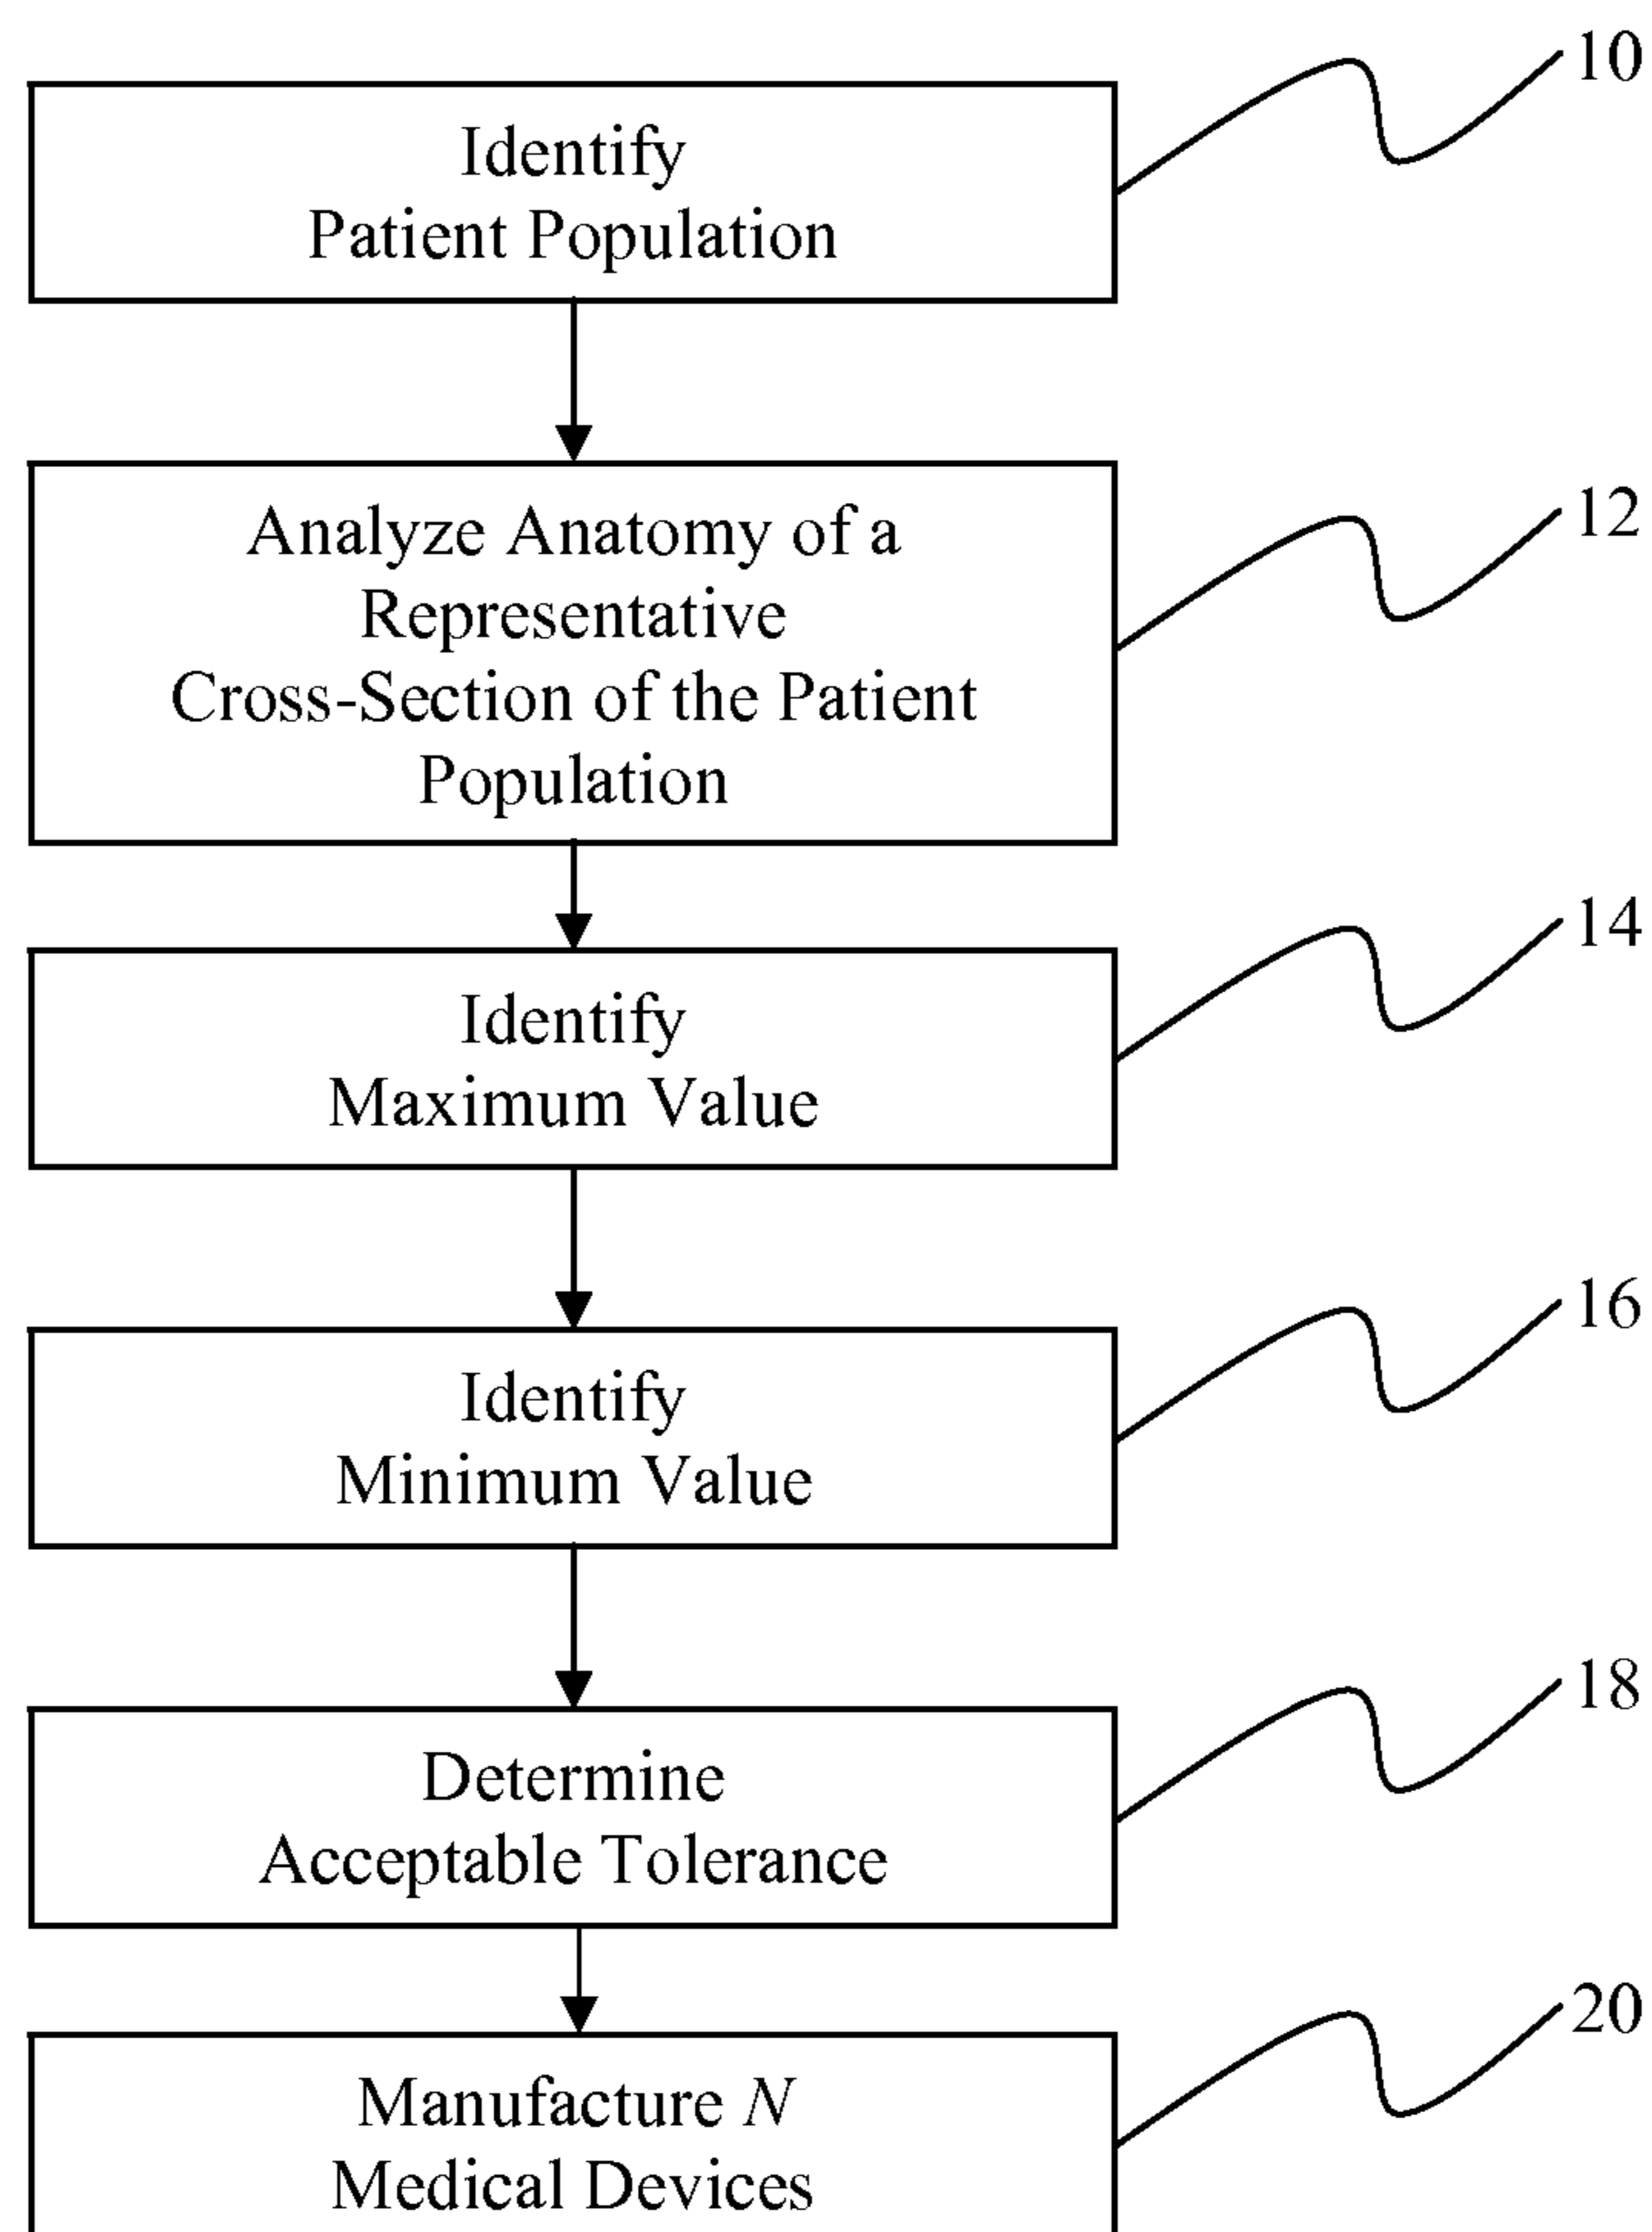 10
Identify
Patient Population
12
Analyze Anatomy of a
Representative
Cross-Section of the Patient
Population
14
Identify
Maximum Value
16
Identify
Minimum Value
18
Determine
Acceptable Tolerance
20
Manufacture N
Medical Devices